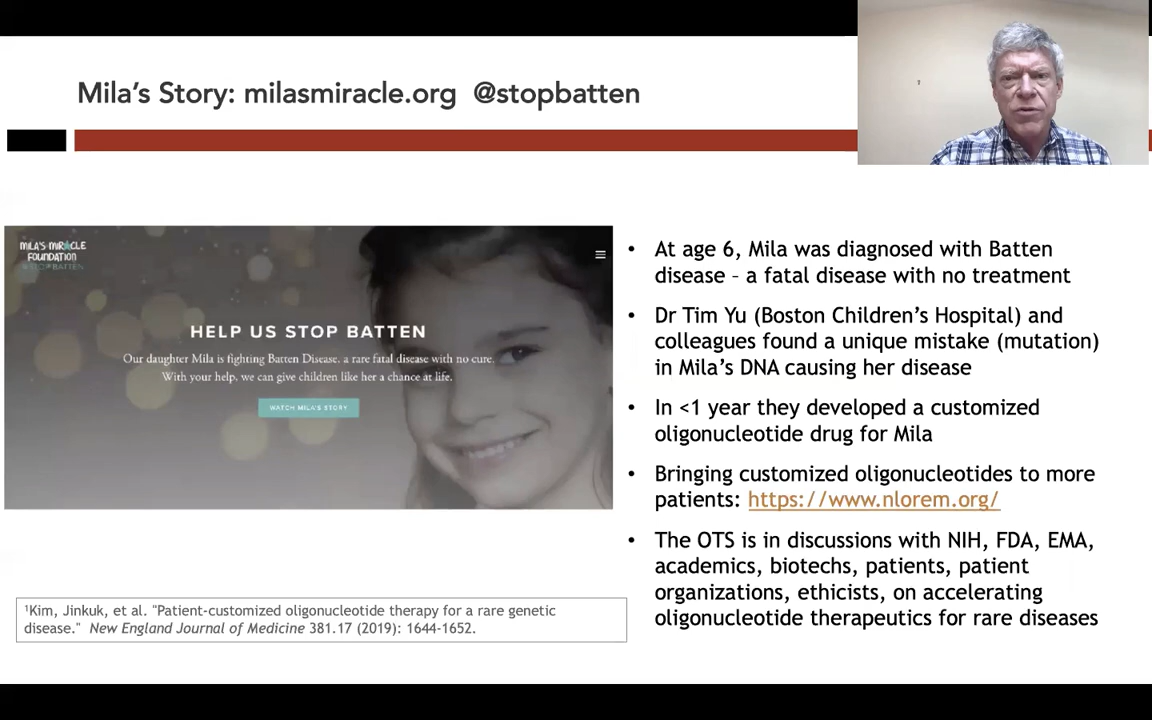 Mila's Story: milasmiracle.org @stopbatten
MILA'S MIRACLE
FOUNDATION
STOP BATTEN
HELP US STOP BATTEN
Our daughter Mila is fighting Batten Disease, a rare fatal disease with no cure.
With your help, we can give children like her a chance at life.
WATCH MILA'S STORY
• At age 6, Mila was diagnosed with Batten
disease – a fatal disease with no treatment
• Dr Tim Yu (Boston Children's Hospital) and
colleagues found a unique mistake (mutation)
in Mila's DNA causing her disease
• In <1 year they developed a customized
oligonucleotide drug for Mila
• Bringing customized oligonucleotides to more
patients: https://www.nlorem.org/
• The OTS is in discussions with NIH, FDA, EMA,
academics, biotechs, patients, patient
organizations, ethicists, on accelerating
oligonucleotide therapeutics for rare diseases
¹Kim, Jinkuk, et al. "Patient-customized oligonucleotide therapy for a rare genetic
disease." New England Journal of Medicine 381.17 (2019): 1644-1652.